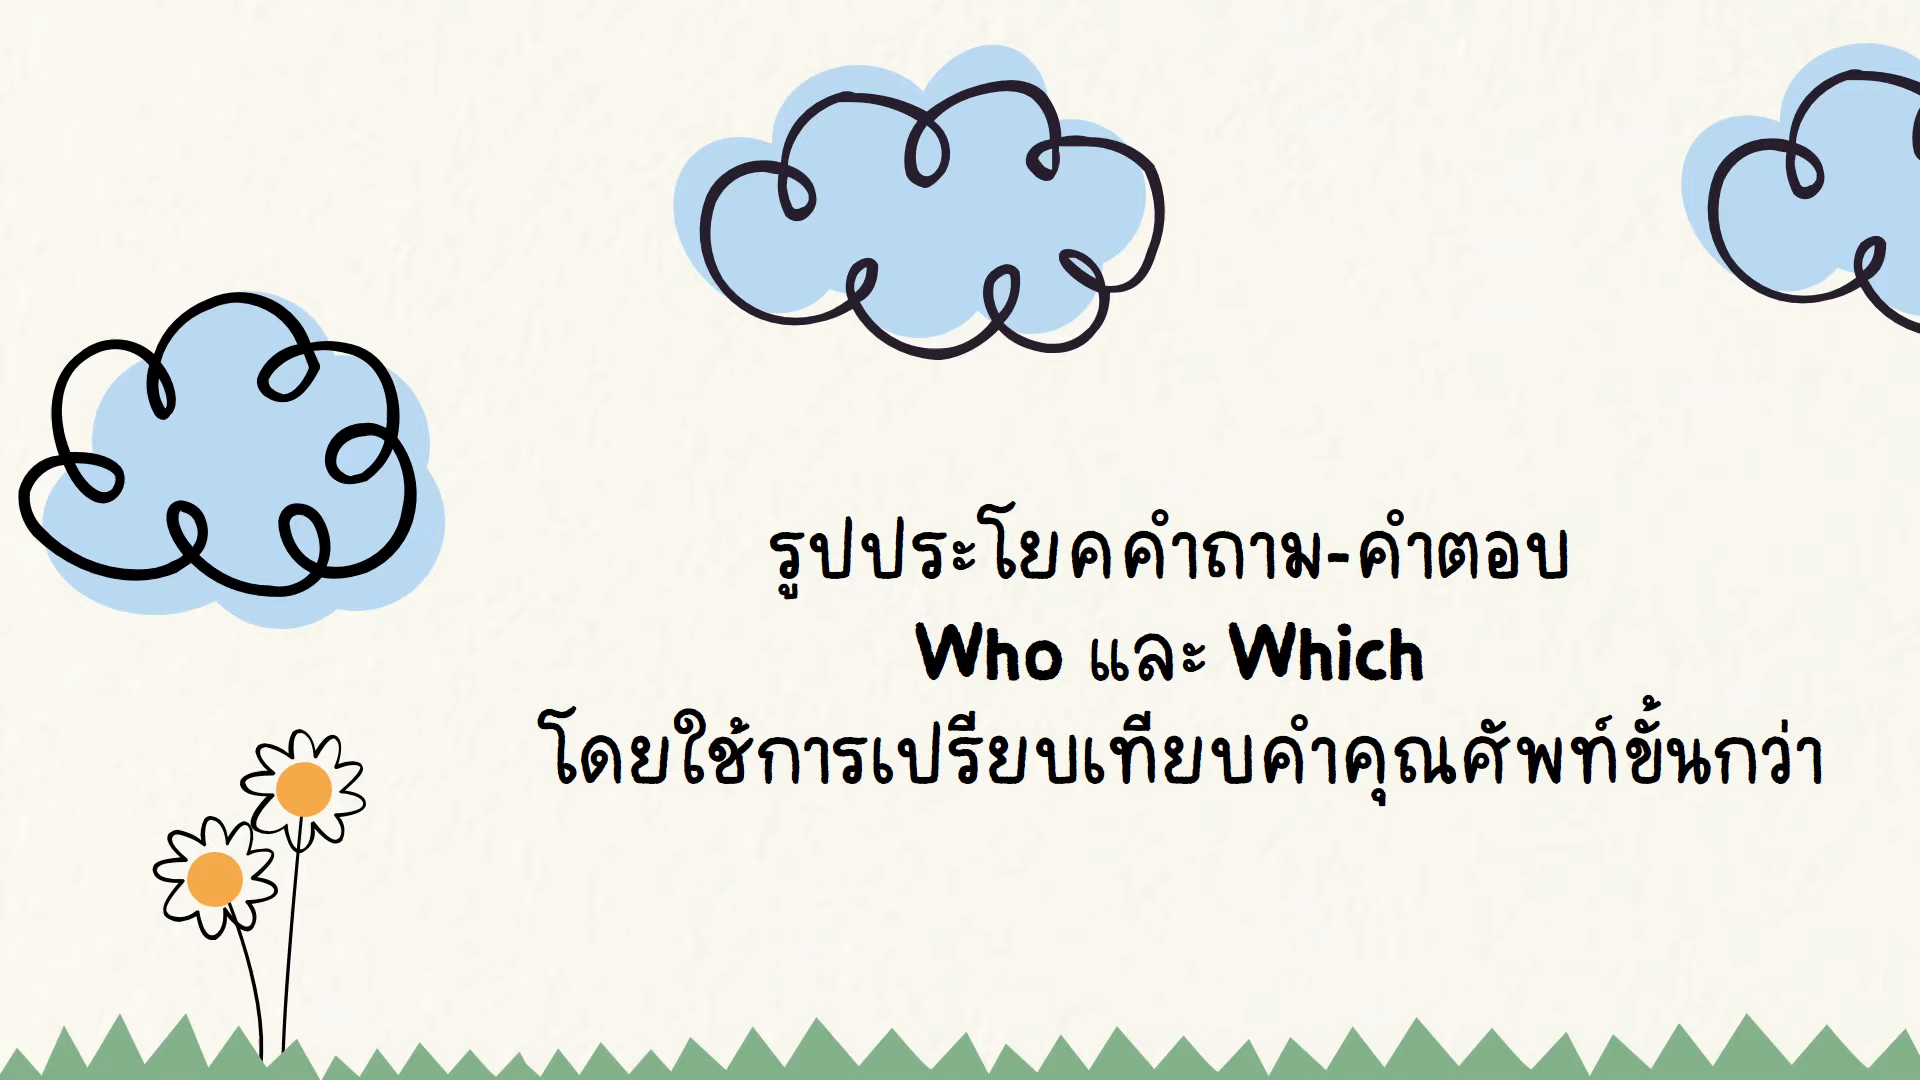 รูปประโยคคำถาม-คำตอบ
Who และ Which
โดยใช้การเปรียบเทียบคำคุณศัพท์ขั้นกว่า